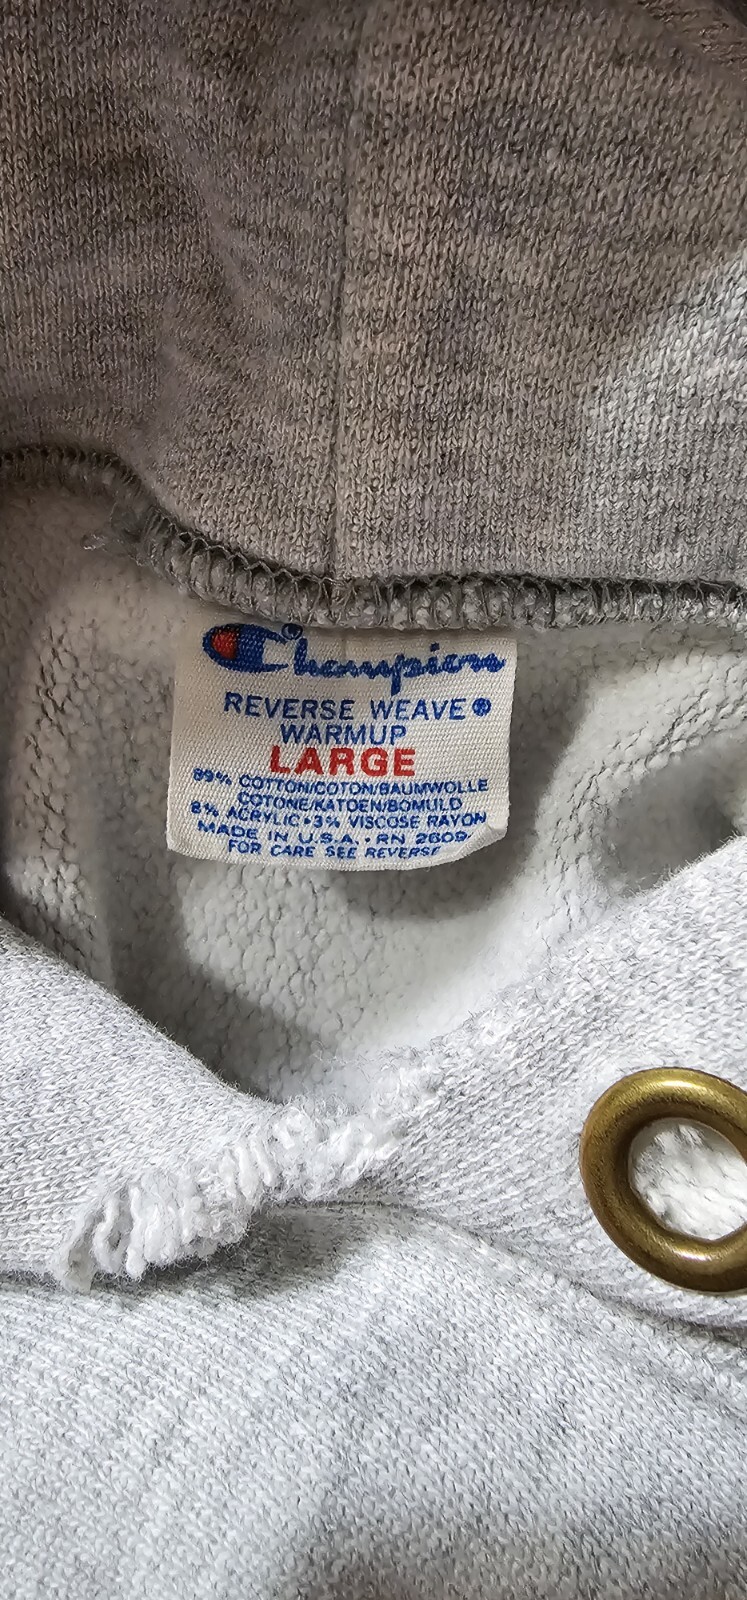 Champion®
REVERSE WEAVE®
WARMUP
LARGE
89% COTTON/COTON/BAUMWOLLE
COTONE/KATOEN/BOMULD
8% ACRYLIC•3% VISCOSE RAYON
MADE IN U.S.A.•RN 2609
FOR CARE SEE REVERSE